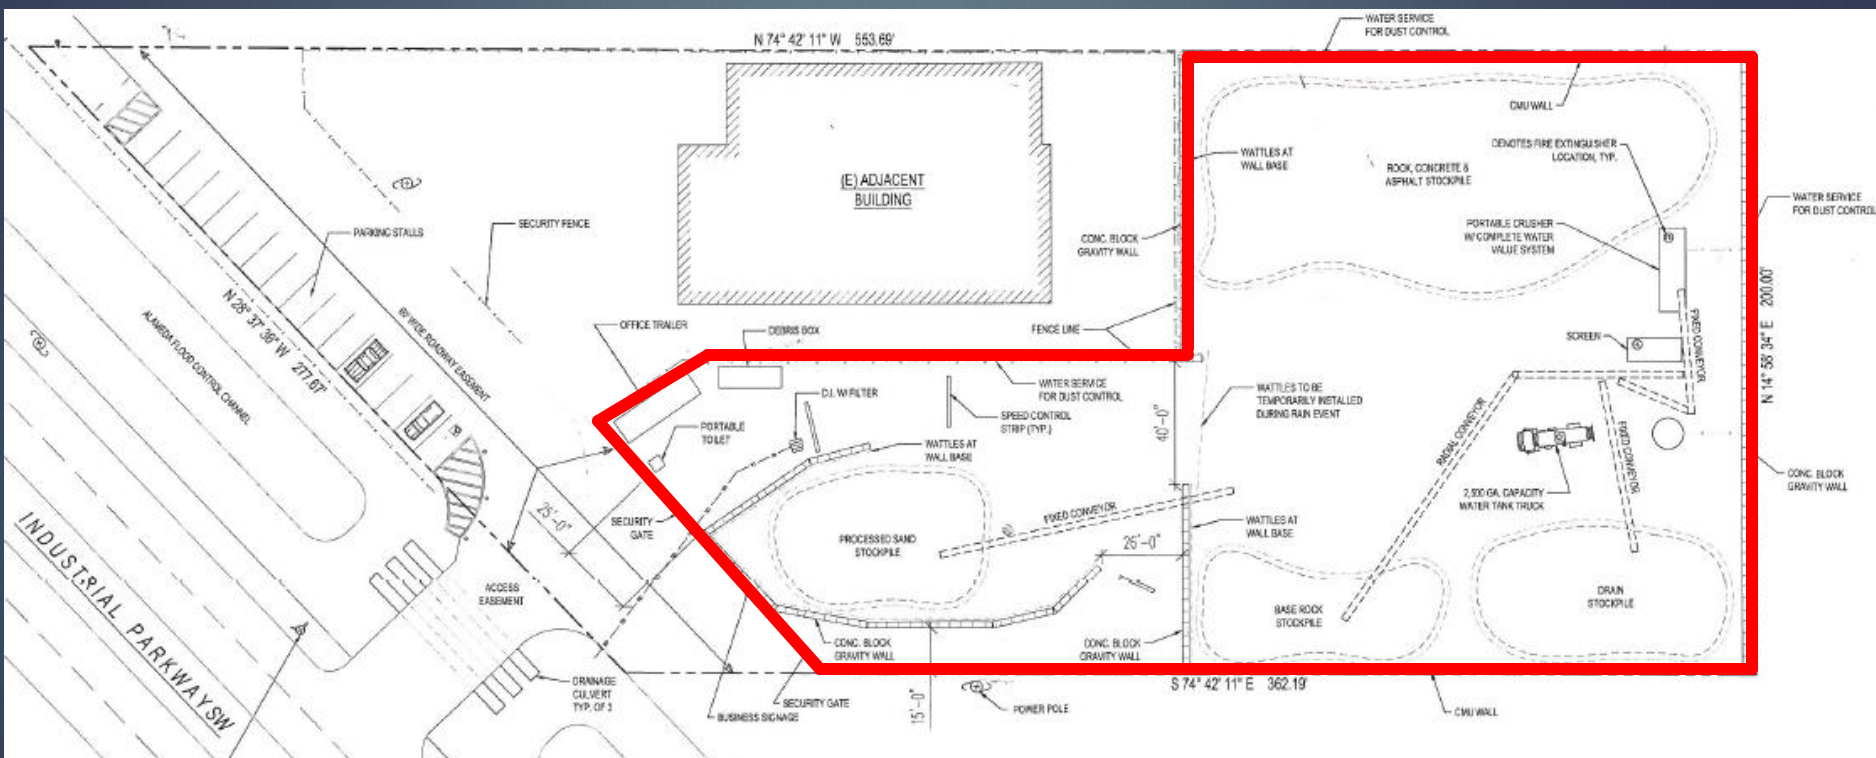 WATER SERVICE
FOR DUST CONTROL
N 74° 42' 11" W 553.69'
CMU WALL
DENOTES FIRE EXTINGUISHER
LOCATION, TYP.
WATTLES AT
WALL BASE
ROCK, CONCRETE &
ASPHALT STOCKPILE
(E) ADJACENT
BUILDING
WATER SERVICE
FOR DUST CONTROL
SECURITY FENCE
PARKING STALLS
PORTABLE CRUSHER
W/ COMPLETE WATER
VALUE SYSTEM
CONC. BLOCK
GRAVITY WALL
N 28° 37' 36" W 277.67'
ALAMEDA FLOOD CONTROL CHANNEL
WIDE ROADWAY EASEMENT
OFFICE TRAILER
DEBRIS BOX
FENCE LINE
SCREEN
FIXED CONVEYOR
N 14° 56' 34" E 200.00'
D.I. W/ FILTER
WATER SERVICE
FOR DUST CONTROL
WATTLES TO BE
TEMPORARILY INSTALLED
DURING RAIN EVENT
SPEED CONTROL
STRIP (TYP.)
40'-0"
PORTABLE
TOILET
WATTLES AT
WALL BASE
RADIAL CONVEYOR
FIXED CONVEYOR
CONC. BLOCK
GRAVITY WALL
2,500 GA. CAPACITY
WATER TANK TRUCK
25'-0"
SECURITY
GATE
FIXED CONVEYOR
PROCESSED SAND
STOCKPILE
WATTLES AT
WALL BASE
25'-0"
INDUSTRIAL PARKWAY SW
ACCESS
EASEMENT
BASE ROCK
STOCKPILE
DRAIN
STOCKPILE
CONC. BLOCK
GRAVITY WALL
CONC. BLOCK
GRAVITY WALL
DRAINAGE
CULVERT
TYP. OF 3
S 74° 42' 11" E 362.19'
SECURITY GATE
BUSINESS SIGNAGE
15'-0"
POWER POLE
CMU WALL